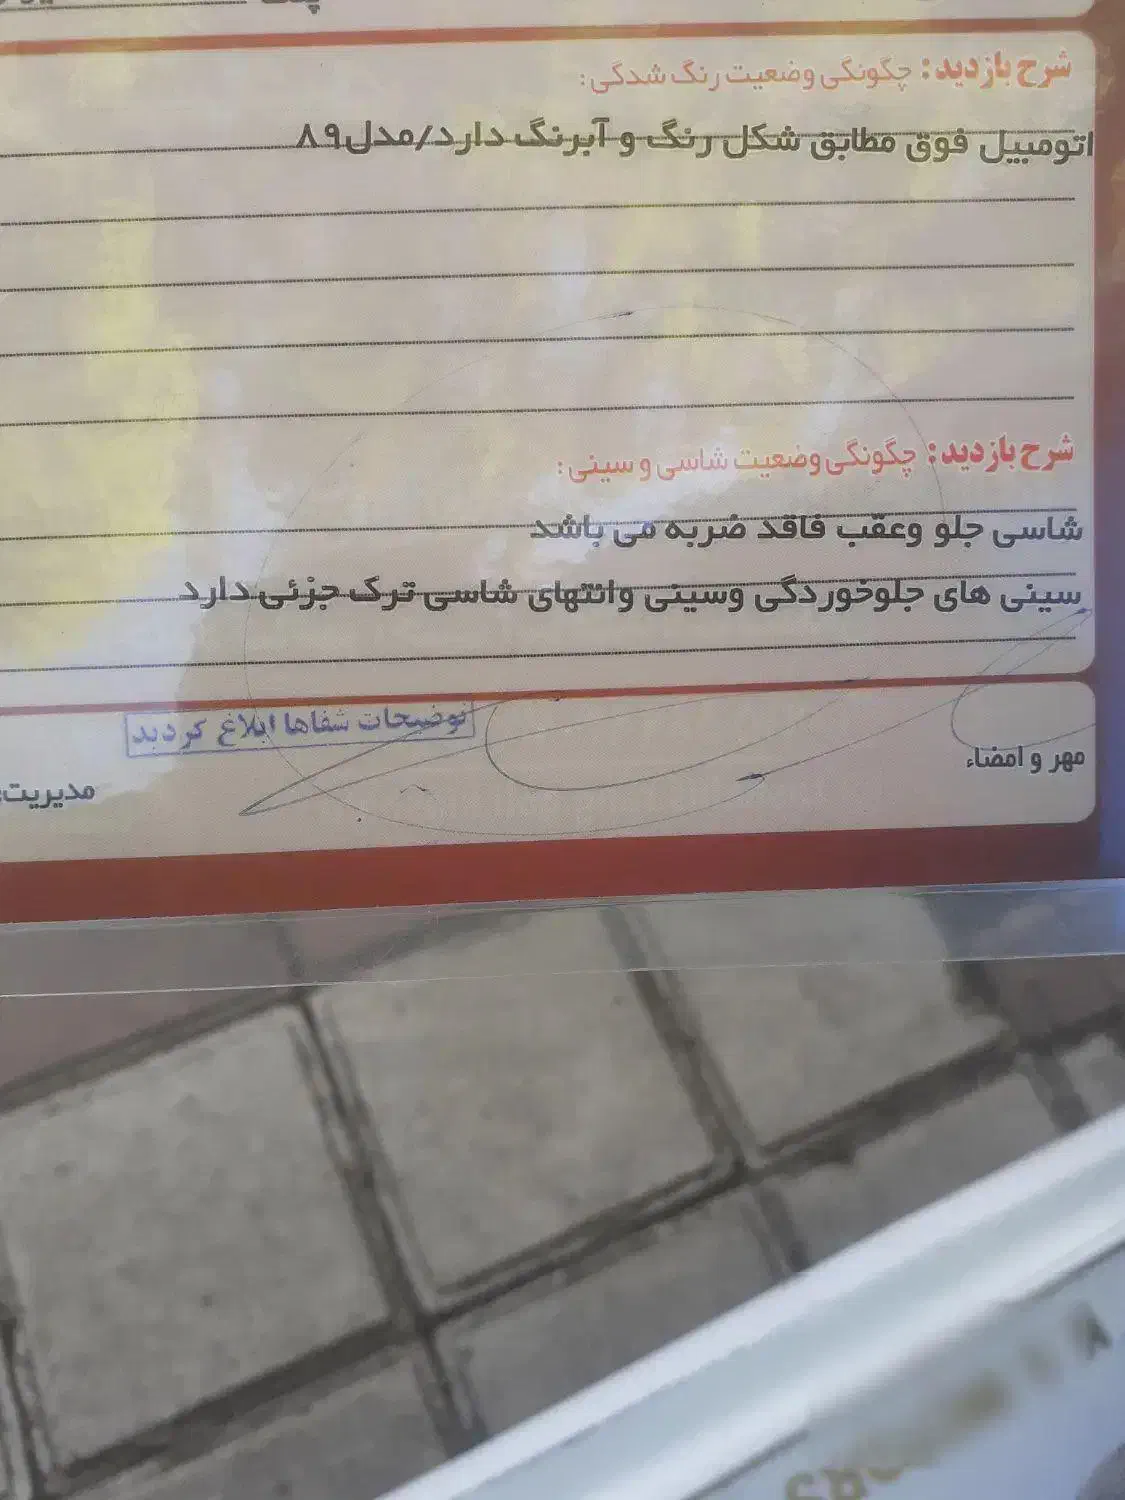 شرح بازدید: چگونگی وضعیت رنگ شدگی:
اتومبیل فوق مطابق شکل رنگ و آبرنگ دارد/مدل۸۹
شرح بازدید: چگونگی وضعیت شاسی و سینی:
شاسی جلو وعقب فاقد ضربه می باشد
سینی های جلوخوردگی وسینی وانتهای شاسی ترک جزئی دارد
توضیحات شفاها ابلاغ گردید
مهر و امضاء
مدیریت: